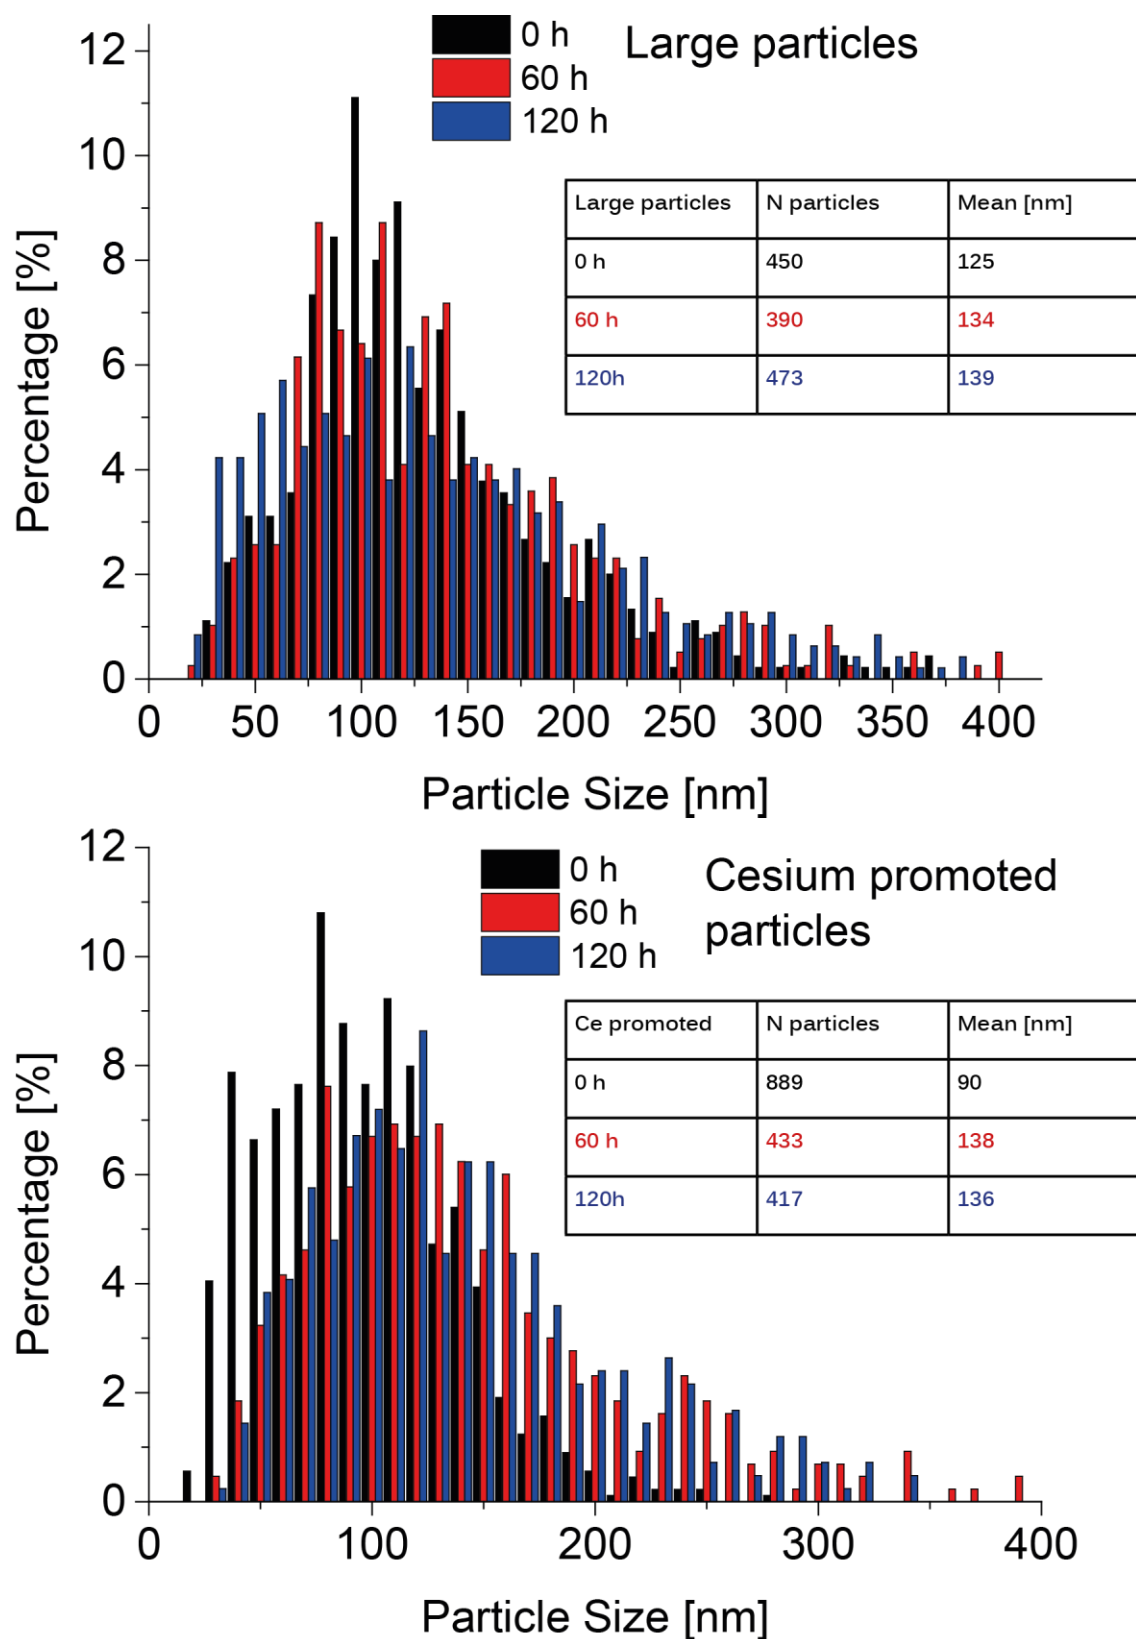 0 h
60 h
120 h
Large particles
12
10
8
6
4
2
0
Percentage [%]
Large particles N particles Mean [nm]
0 h 450 125
60 h 390 134
120h 473 139
0 50 100 150 200 250 300 350 400
Particle Size [nm]
0 h
60 h
120 h
Cesium promoted
particles
12
10
8
6
4
2
0
Percentage [%]
Ce promoted N particles Mean [nm]
0 h 889 90
60 h 433 138
120h 417 136
0 100 200 300 400
Particle Size [nm]